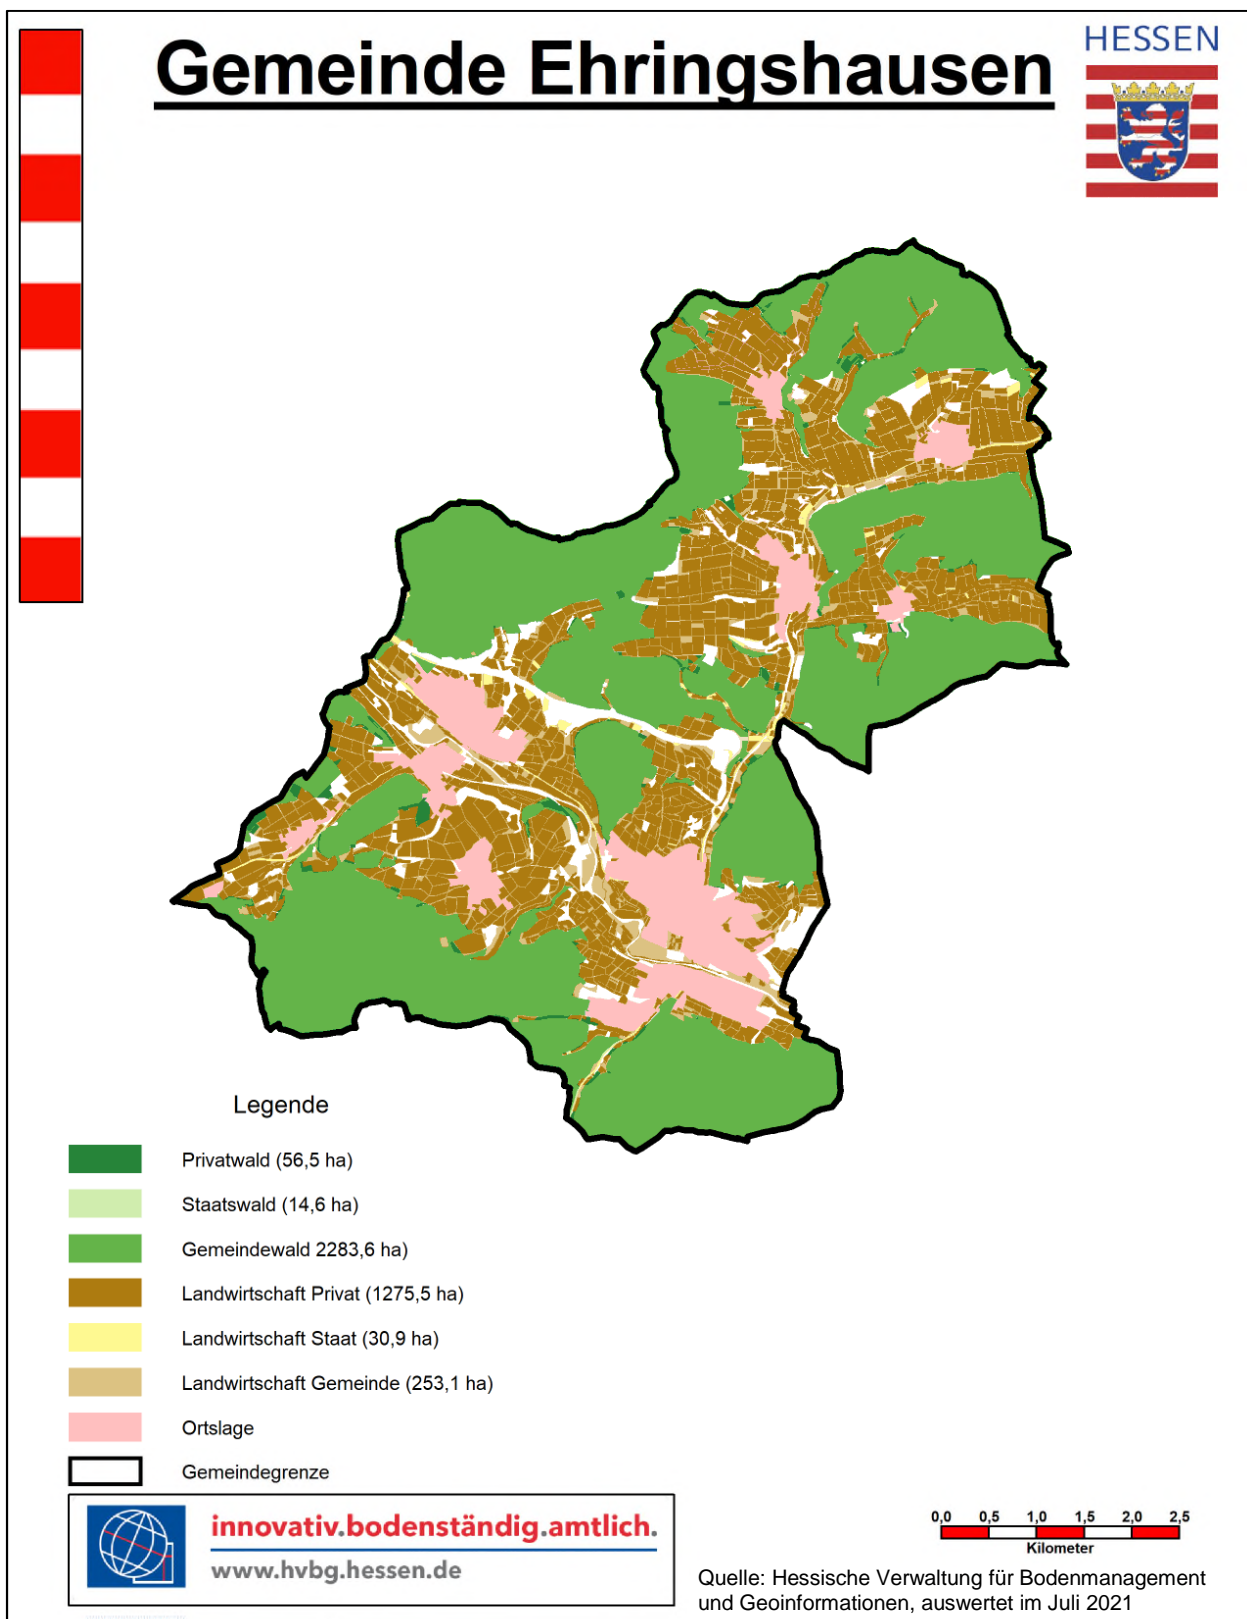 Gemeinde Ehringshausen
HESSEN
Legende
Privatwald (56,5 ha)
Staatswald (14,6 ha)
Gemeindewald 2283,6 ha)
Landwirtschaft Privat (1275,5 ha)
Landwirtschaft Staat (30,9 ha)
Landwirtschaft Gemeinde (253,1 ha)
Ortslage
Gemeindegrenze
innovativ.bodenständig.amtlich.
www.hvbg.hessen.de
0,0 0,5 1,0 1,5 2,0 2,5
Kilometer
Quelle: Hessische Verwaltung für Bodenmanagement
und Geoinformationen, auswertet im Juli 2021